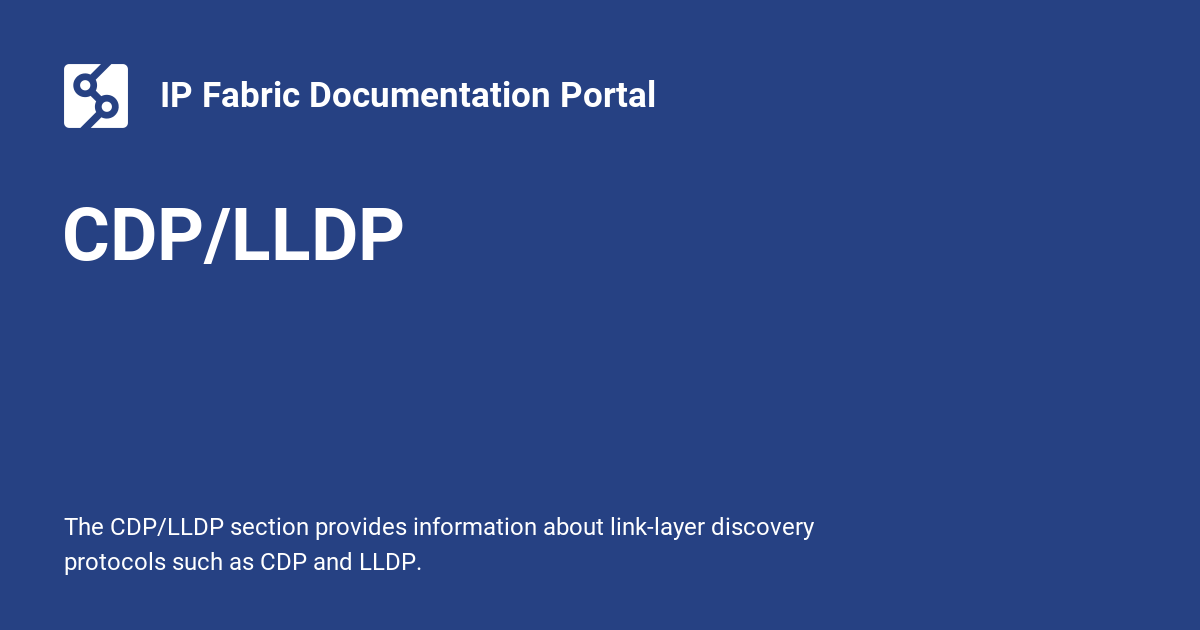 IP Fabric Documentation Portal
CDP/LLDP
The CDP/LLDP section provides information about link-layer discovery
protocols such as CDP and LLDP.